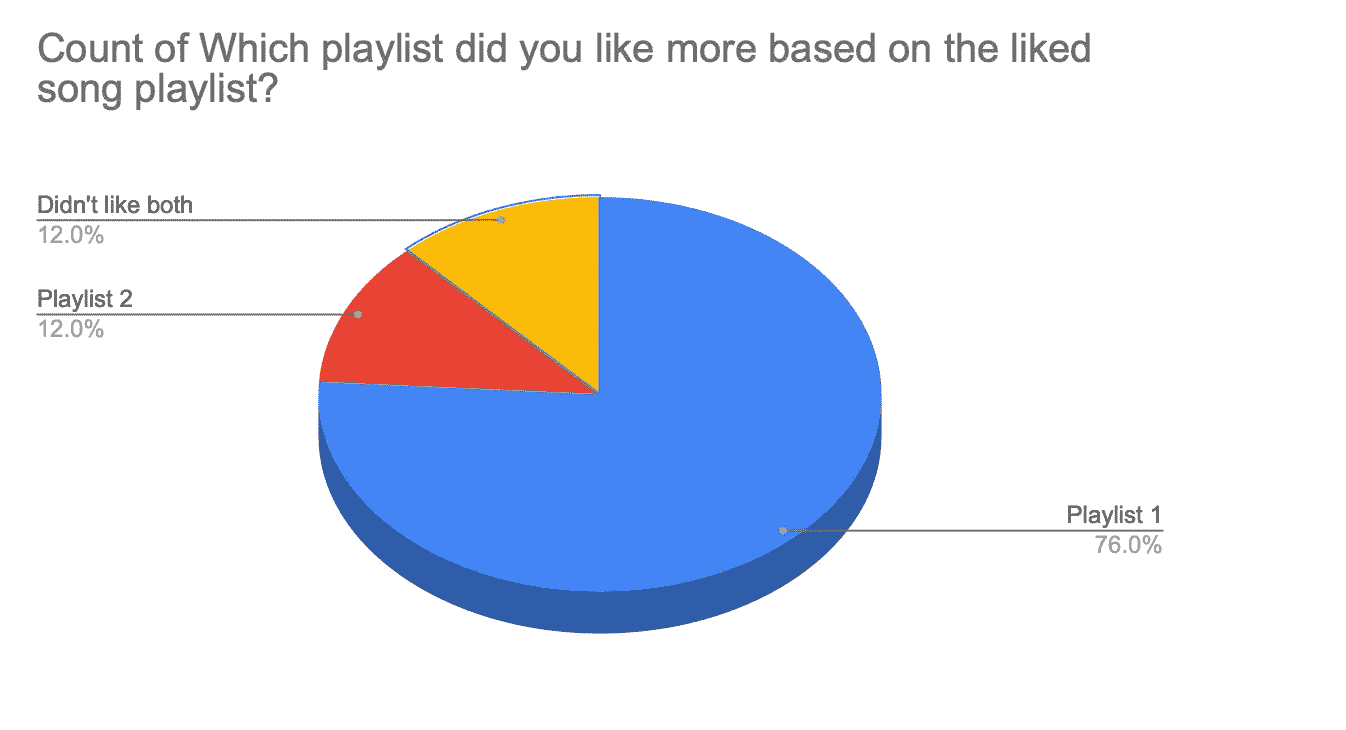 Count of Which playlist did you like more based on the liked
song playlist?
Didn't like both
12.0%
Playlist 2
12.0%
Playlist 1
76.0%